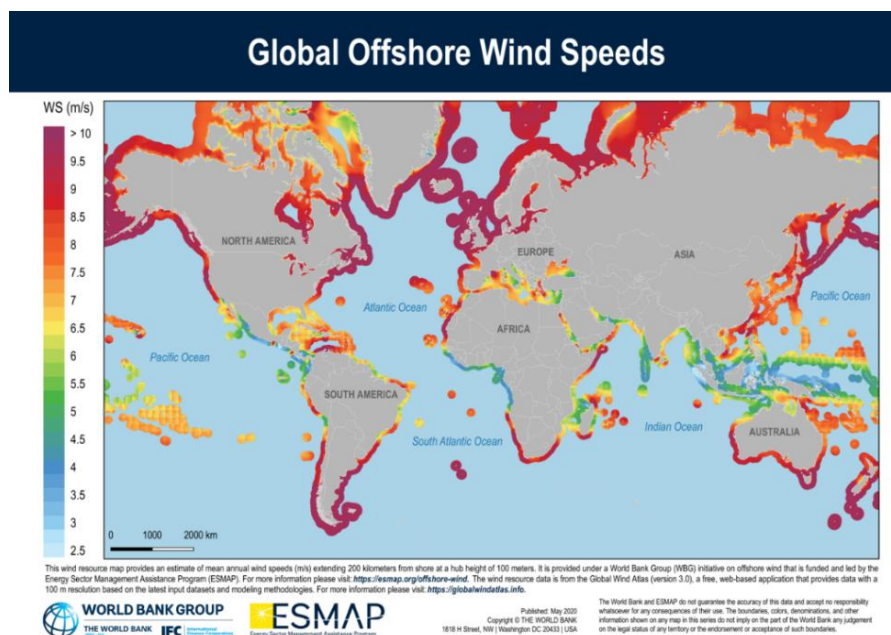 Global Offshore Wind Speeds
WS (m/s)
> 10
9.5
9
8.5
8
7.5
7
6.5
6
5.5
5
4.5
4
3.5
3
2.5
NORTH AMERICA
EUROPE
ASIA
Pacific Ocean
Atlantic Ocean
AFRICA
Pacific Ocean
SOUTH AMERICA
South Atlantic Ocean
Indian Ocean
AUSTRALIA
0 1000 2000 km
This wind resource map provides an estimate of mean annual wind speeds (m/s) extending 200 kilometers from shore at a hub height of 100 meters. It is provided under a World Bank Group (WBG) initiative on offshore wind that is funded and led by the
Energy Sector Management Assistance Program (ESMAP). For more information please visit: https://esmap.org/offshore-wind. The wind resource data is from the Global Wind Atlas (version 3.0), a free, web-based application that provides data with a
100 m resolution based on the latest input datasets and modeling methodologies. For more information please visit: https://globalwindatlas.info.
WORLD BANK GROUP
THE WORLD BANK IFC International Finance Corporation
ESMAP
Energy Sector Management Assistance Program
Published: May 2020
Copyright © THE WORLD BANK
1818 H Street, NW | Washington DC 20433 | USA
The World Bank and ESMAP do not guarantee the accuracy of this data and accept no responsibility
whatsoever for any consequences of their use. The boundaries, colors, denominations, and other
information shown on any map in this series do not imply on the part of the World Bank any judgement
on the legal status of any territory or the endorsement or acceptance of such boundaries.